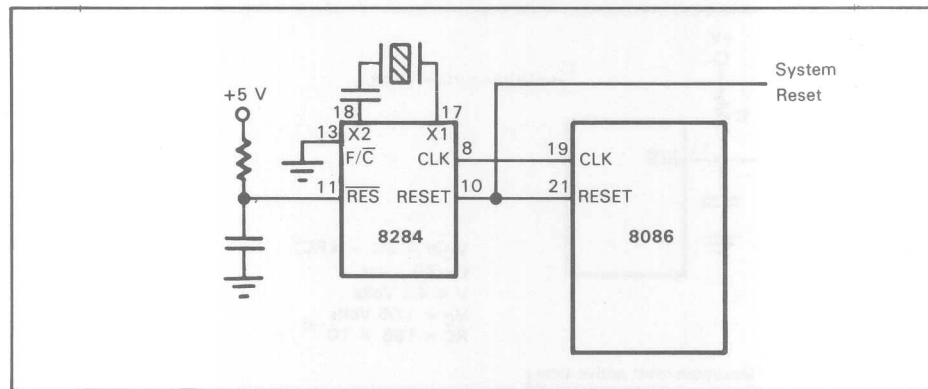 System
Reset
+5 V
18
17
13
X2
X1
F/C̅
8
19
CLK
CLK
11
R̅E̅S̅
RESET
10
21
RESET
8284
8086